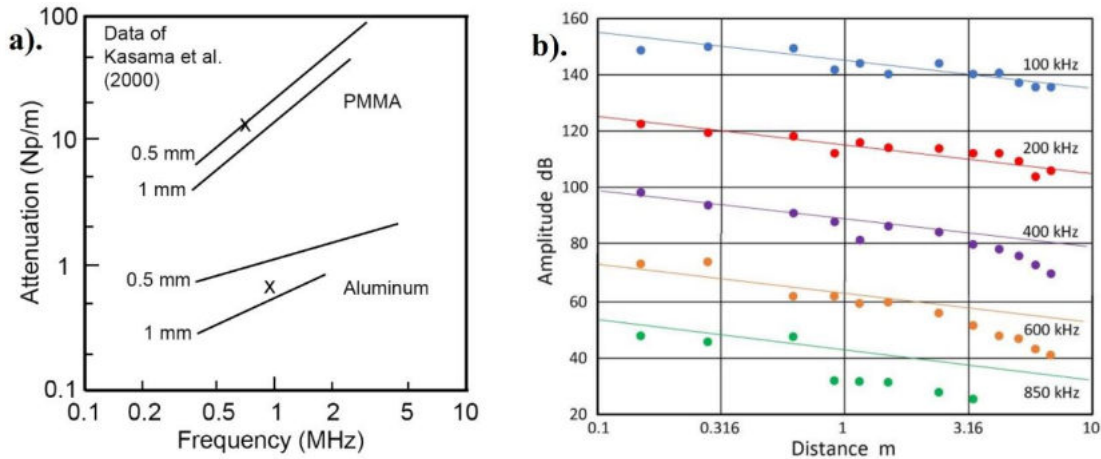 a).
Data of
Kasama et al.
(2000)
PMMA
0.5 mm
1 mm
0.5 mm
Aluminum
1 mm
X
X
100
10
1
0.1
Attenuation (Np/m)
0.1 0.2 0.5 1 2 5 10
Frequency (MHz)
b).
160
140
120
100
80
60
40
20
Amplitude dB
100 kHz
200 kHz
400 kHz
600 kHz
850 kHz
0.1 0.316 1 3.16 10
Distance m